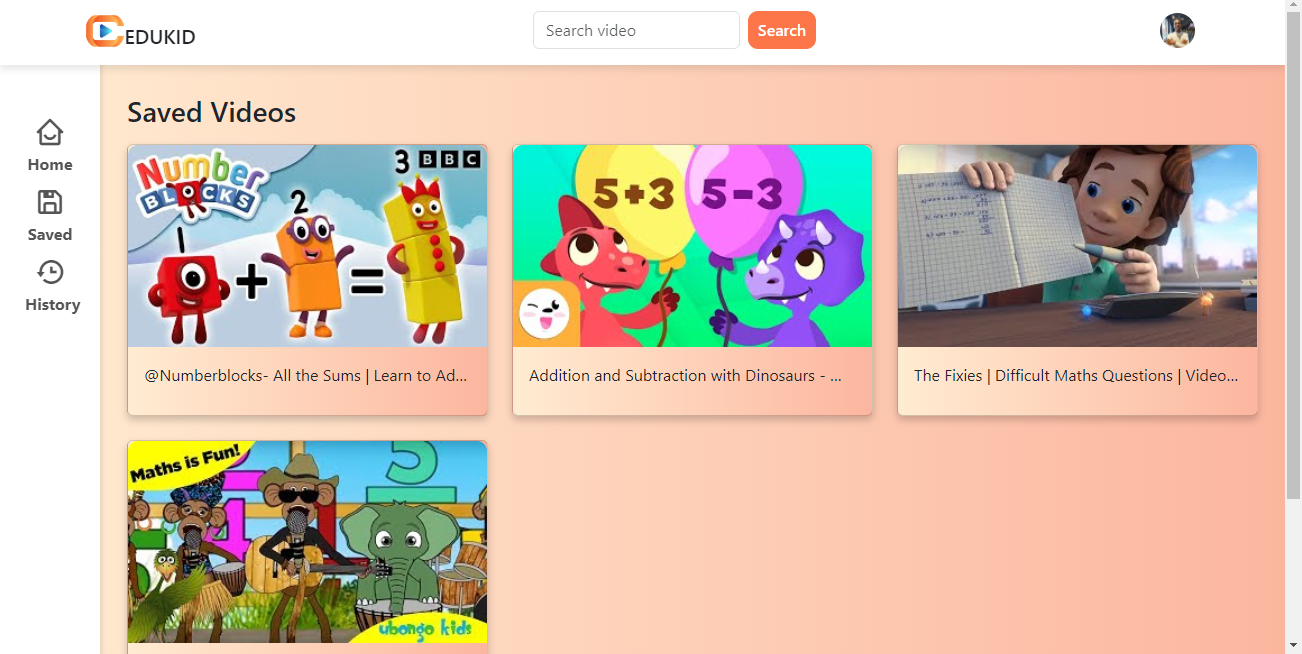 EDUKID
Search video
Search
Home
Saved
History
Saved Videos
Number
BLOCKS
3 BBC
1
2
+
=
5+3
5-3
@Numberblocks- All the Sums | Learn to Ad...
Addition and Subtraction with Dinosaurs - ...
The Fixies | Difficult Maths Questions | Video...
Maths is Fun!
4
1
5
ubongo kids